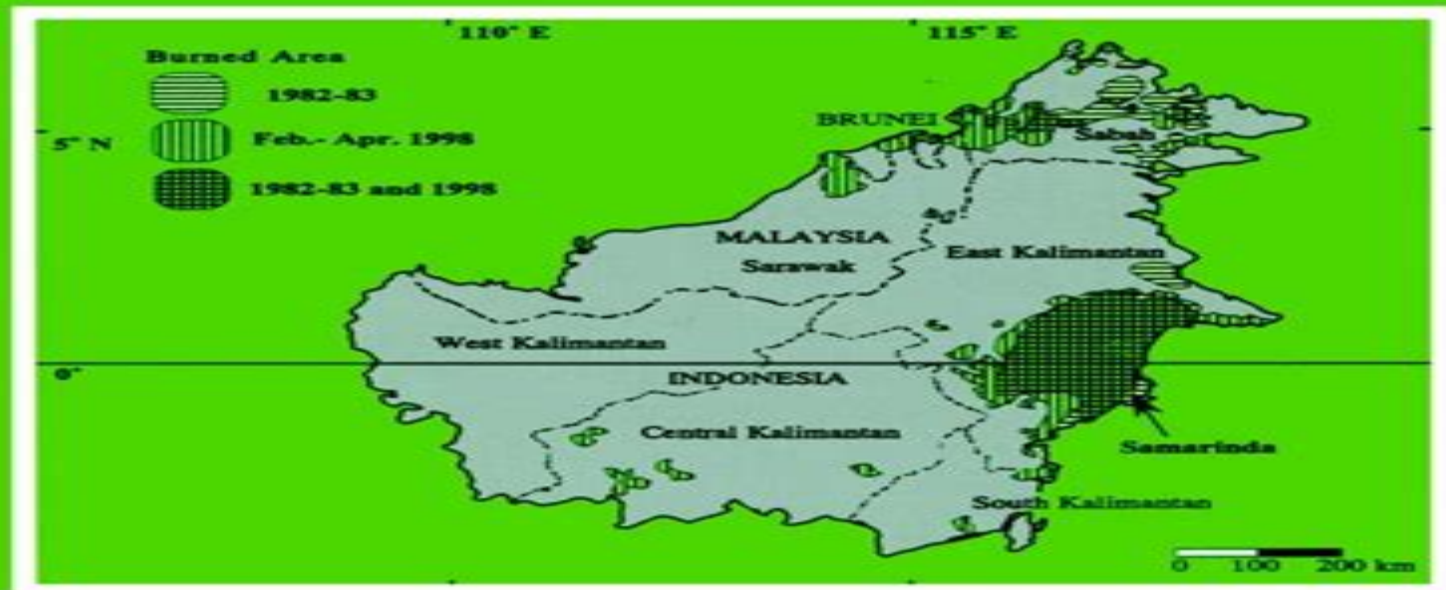 110° E
115° E
Burned Area
1982-83
Feb.- Apr. 1998
1982-83 and 1998
5° N
BRUNEI
Sabah
MALAYSIA
Sarawak
East Kalimantan
West Kalimantan
0°
INDONESIA
Central Kalimantan
Samarinda
South Kalimantan
0 100 200 km